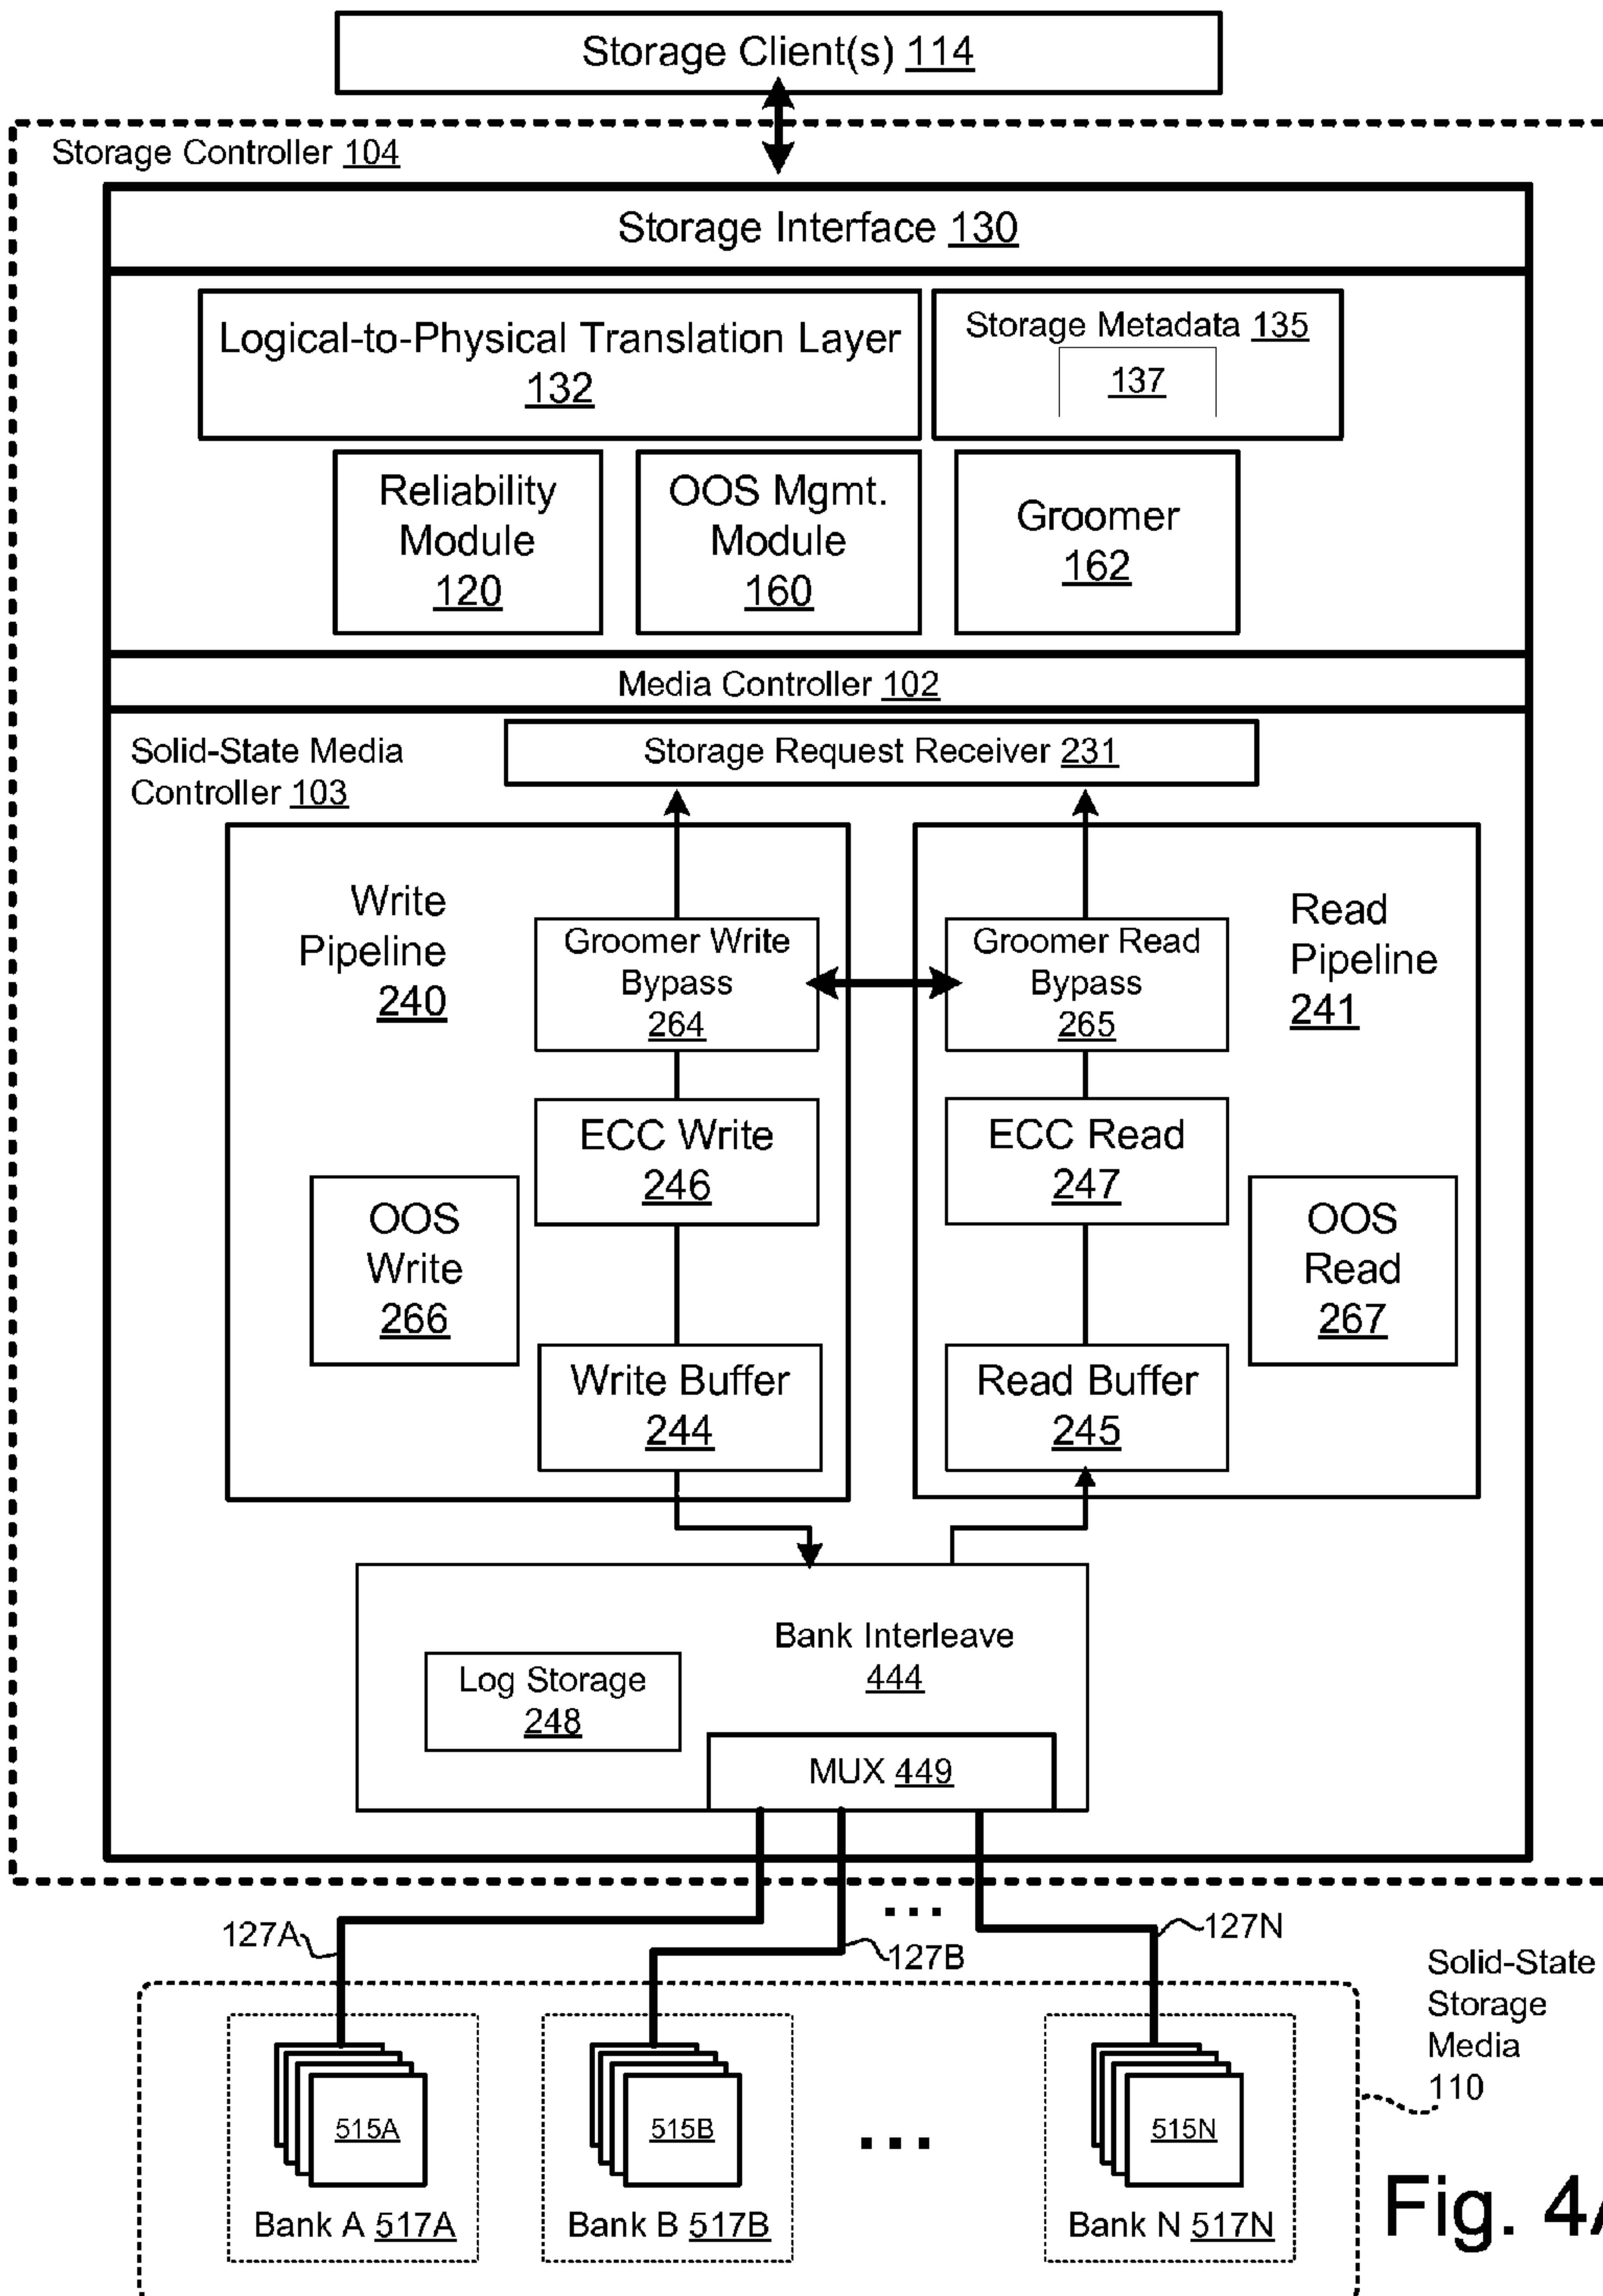 Storage Client(s) 114
Storage Controller 104
Storage Interface 130
Logical-to-Physical Translation Layer
132
Storage Metadata 135
137
Reliability
Module
120
OOS Mgmt.
Module
160
Groomer
162
Media Controller 102
Solid-State Media
Controller 103
Storage Request Receiver 231
Write
Pipeline
240
Groomer Write
Bypass
264
Groomer Read
Bypass
265
Read
Pipeline
241
ECC Write
246
ECC Read
247
OOS
Write
266
OOS
Read
267
Write Buffer
244
Read Buffer
245
Bank Interleave
444
Log Storage
248
MUX 449
...
127A
127B
127N
Solid-State
Storage
Media
110
515A
515B
...
515N
Bank A 517A
Bank B 517B
Bank N 517N
Fig. 4A